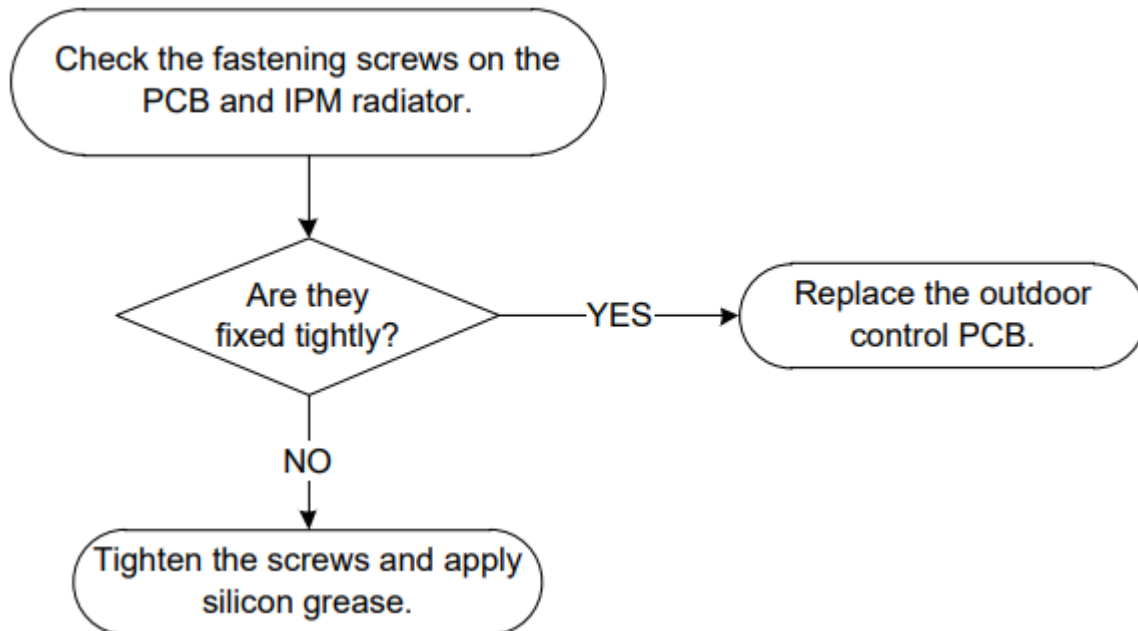 Check the fastening screws on the
PCB and IPM radiator.
Are they
fixed tightly?
YES
Replace the outdoor
control PCB.
NO
Tighten the screws and apply
silicon grease.